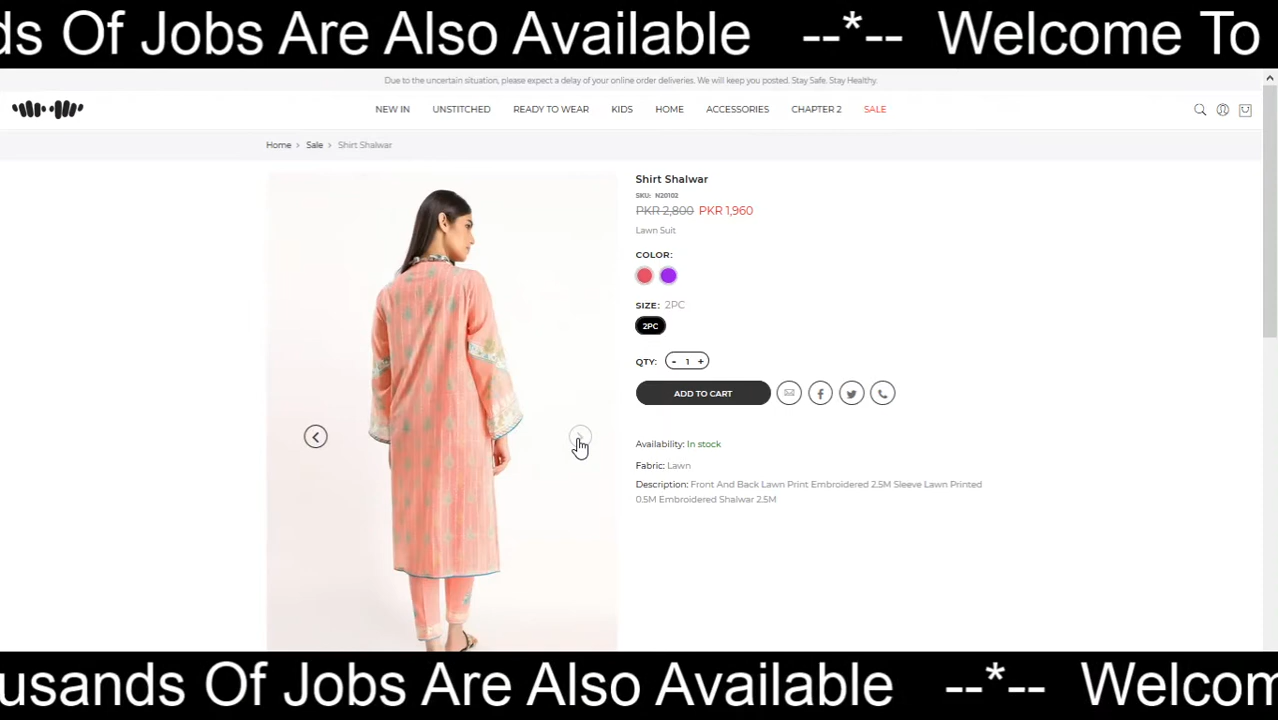 ds Of Jobs Are Also Available --*-- Welcome To
Due to the uncertain situation, please expect a delay of your online order deliveries. We will keep you posted. Stay Safe, Stay Healthy.
NEW IN UNSTITCHED READY TO WEAR KIDS HOME ACCESSORIES CHAPTER 2 SALE
Home > Sale > Shirt Shalwar
Shirt Shalwar
SKU: N20102
PKR 2,800 PKR 1,960
Lawn Suit
COLOR:
SIZE: 2PC
2PC
QTY: - 1 +
ADD TO CART
Availability: In stock
Fabric: Lawn
Description: Front And Back Lawn Print Embroidered 2.5M Sleeve Lawn Printed
0.5M Embroidered Shalwar 2.5M
usands Of Jobs Are Also Available --*-- Welcom